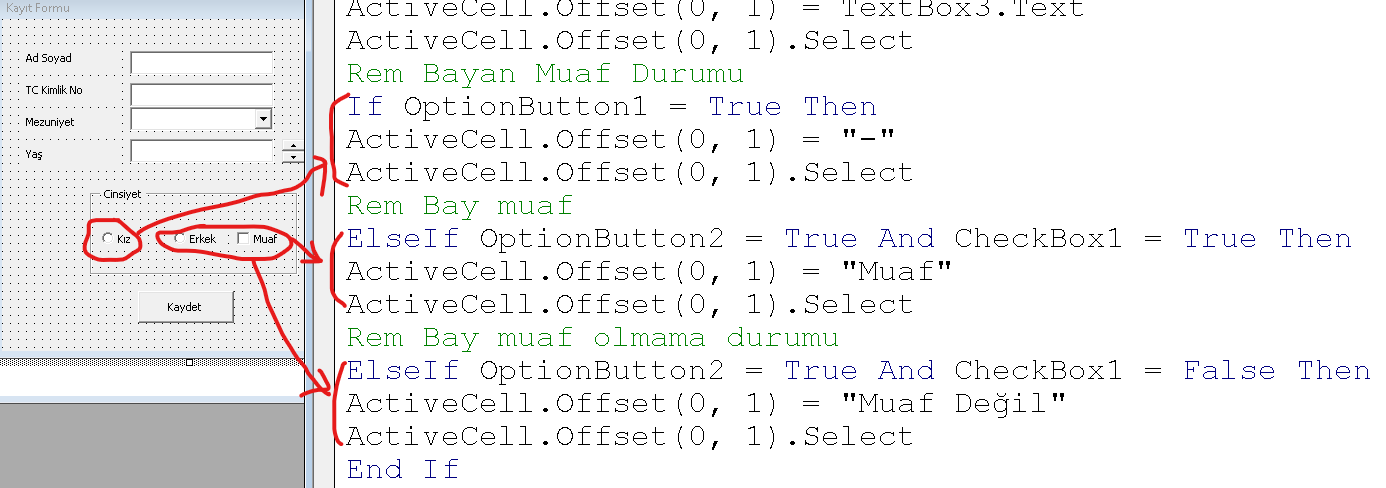 Kayıt Formu
Ad Soyad
TC Kimlik No
Mezuniyet
Yaş
Cinsiyet
Kız
Erkek
Muaf
Kaydet
ActiveCell.Offset(0, 1) = TextBox3.Text
ActiveCell.Offset(0, 1).Select
Rem Bayan Muaf Durumu
If OptionButton1 = True Then
ActiveCell.Offset(0, 1) = "-"
ActiveCell.Offset(0, 1).Select
Rem Bay muaf
ElseIf OptionButton2 = True And CheckBox1 = True Then
ActiveCell.Offset(0, 1) = "Muaf"
ActiveCell.Offset(0, 1).Select
Rem Bay muaf olmama durumu
ElseIf OptionButton2 = True And CheckBox1 = False Then
ActiveCell.Offset(0, 1) = "Muaf Değil"
ActiveCell.Offset(0, 1).Select
End If